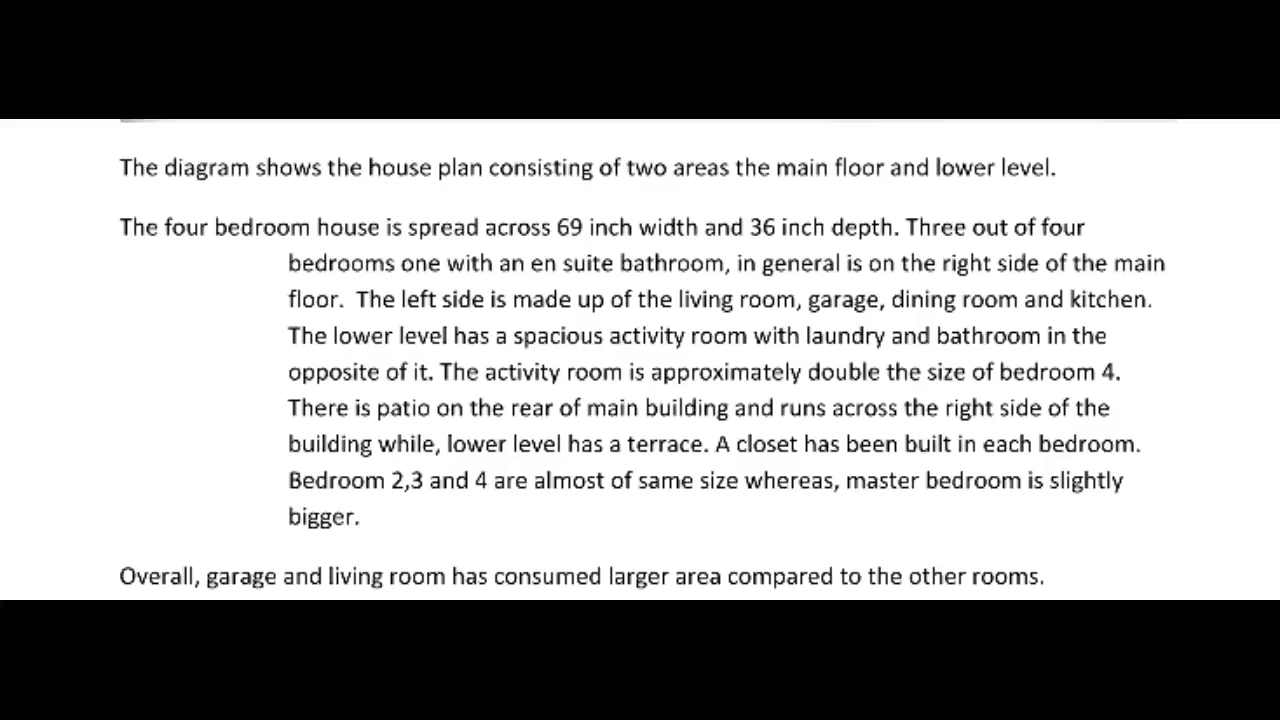 The diagram shows the house plan consisting of two areas the main floor and lower level.
The four bedroom house is spread across 69 inch width and 36 inch depth. Three out of four
bedrooms one with an en suite bathroom, in general is on the right side of the main
floor.  The left side is made up of the living room, garage, dining room and kitchen.
The lower level has a spacious activity room with laundry and bathroom in the
opposite of it. The activity room is approximately double the size of bedroom 4.
There is patio on the rear of main building and runs across the right side of the
building while, lower level has a terrace. A closet has been built in each bedroom.
Bedroom 2,3 and 4 are almost of same size whereas, master bedroom is slightly
bigger.
Overall, garage and living room has consumed larger area compared to the other rooms.